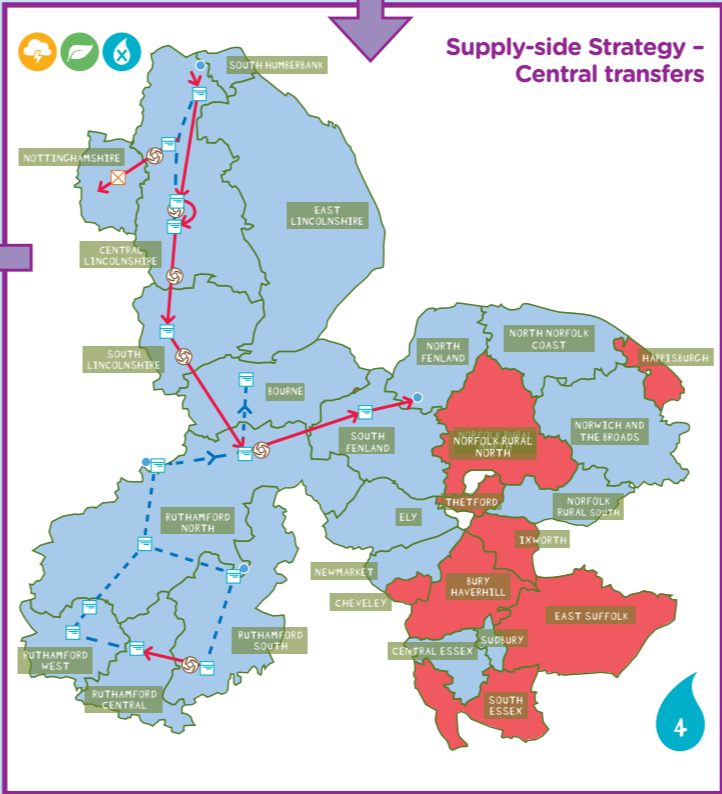 Supply-side Strategy –
Central transfers
SOUTH HUMBERBANK
NOTTINGHAMSHIRE
EAST
LINCOLNSHIRE
CENTRAL
LINCOLNSHIRE
SOUTH
LINCOLNSHIRE
NORTH
FENLAND
NORTH NORFOLK
COAST
HAPPISBURGH
BOURNE
SOUTH
FENLAND
NORFOLK RURAL
NORTH
NORWICH AND
THE BROADS
THETFORD
NORFOLK
RURAL SOUTH
RUTHAMFORD
NORTH
ELY
IXWORTH
NEWMARKET
CHEVELEY
BURY
HAVERHILL
EAST SUFFOLK
RUTHAMFORD
SOUTH
SUDBURY
CENTRAL ESSEX
RUTHAMFORD
WEST
RUTHAMFORD
CENTRAL
SOUTH
ESSEX
4